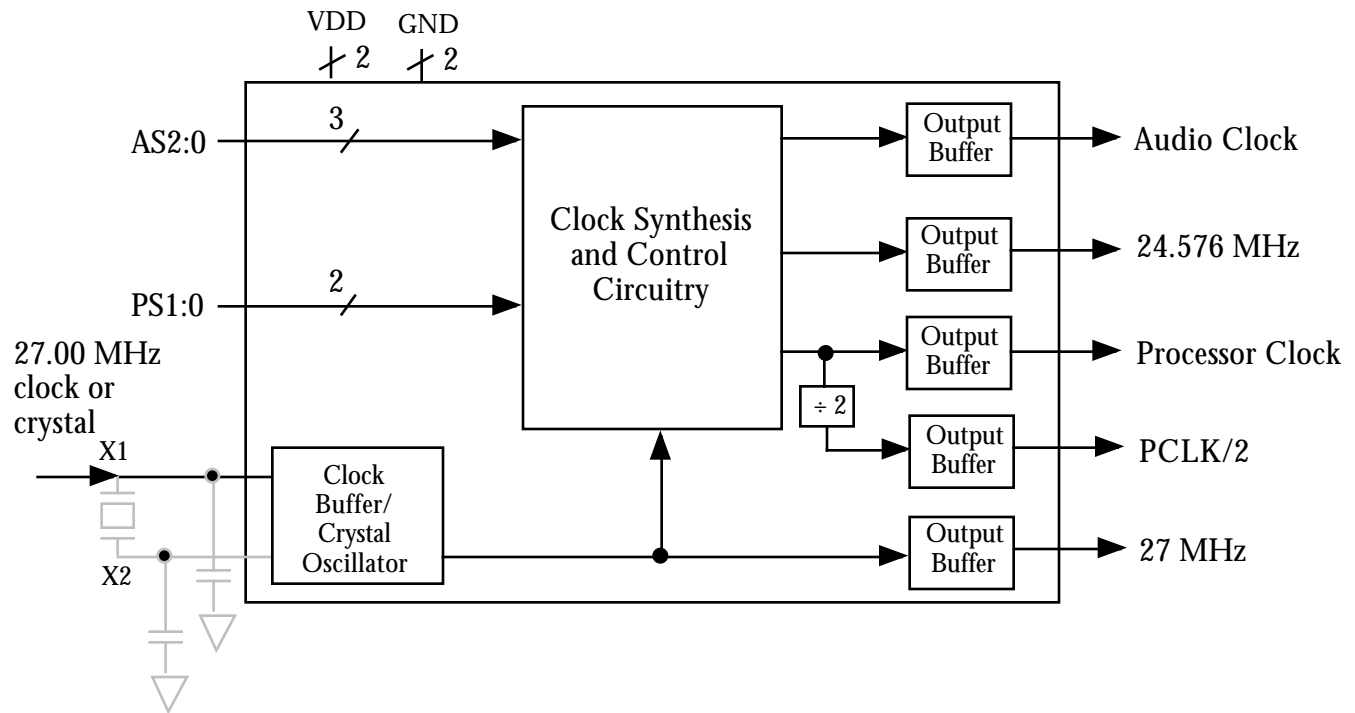 VDD
GND
2
2
AS2:0
3
PS1:0
2
27.00 MHz
clock or
crystal
X1
X2
Clock Synthesis
and Control
Circuitry
Clock
Buffer/
Crystal
Oscillator
÷ 2
Output
Buffer
Audio Clock
Output
Buffer
24.576 MHz
Output
Buffer
Processor Clock
Output
Buffer
PCLK/2
Output
Buffer
27 MHz